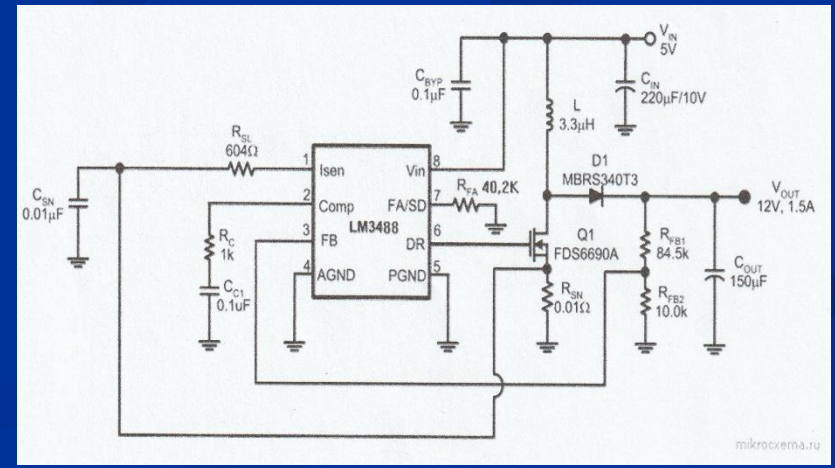 V_IN
5V
C_BYP
0.1µF
C_IN
220µF/10V
L
3.3µH
R_SL
604Ω
D1
MBRS340T3
1
Isen
Vin
8
C_SN
0.01µF
R_FA 40,2K
V_OUT
12V, 1.5A
2
Comp
FA/SD
7
LM3488
R_C
1k
3
FB
DR
6
Q1
FDS6690A
R_FB1
84.5k
C_OUT
150µF
4
AGND
PGND
5
C_C1
0.1uF
R_SN
0.01Ω
R_FB2
10.0k
mikrocxema.ru